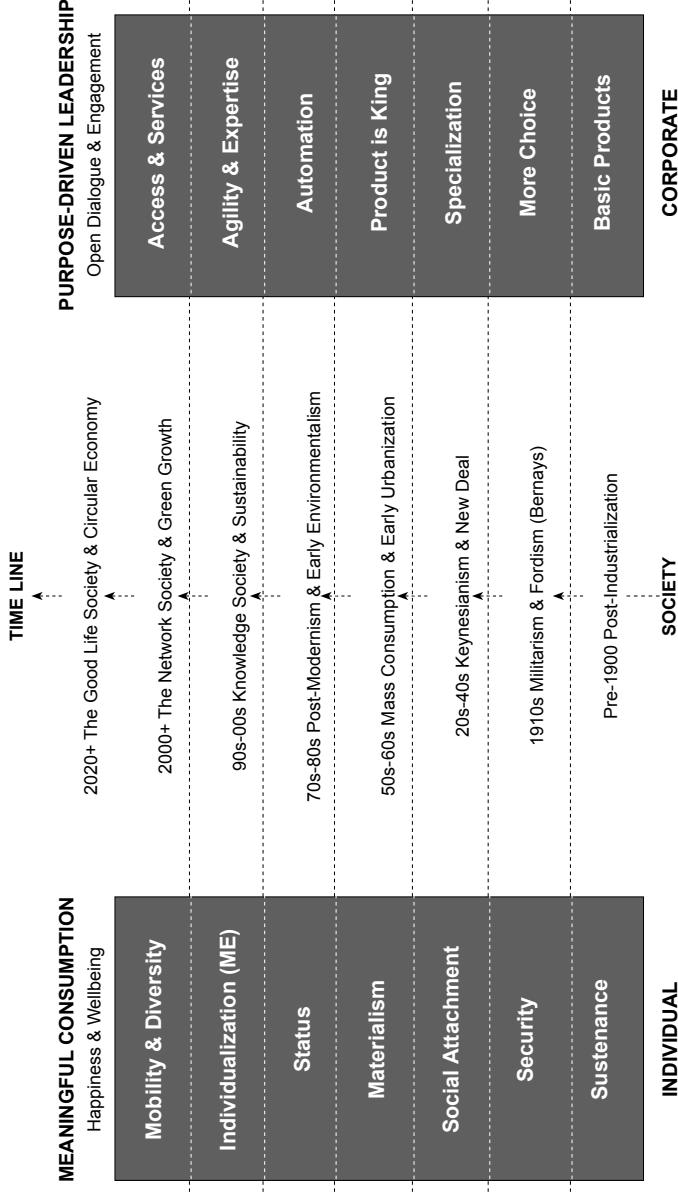 TIME LINE
MEANINGFUL CONSUMPTION
Happiness & Wellbeing
Mobility & Diversity
Individualization (ME)
Status
Materialism
Social Attachment
Security
Sustenance
INDIVIDUAL
2020+ The Good Life Society & Circular Economy
2000+ The Network Society & Green Growth
90s-00s Knowledge Society & Sustainability
70s-80s Post-Modernism & Early Environmentalism
50s-60s Mass Consumption & Early Urbanization
20s-40s Keynesianism & New Deal
1910s Militarism & Fordism (Bernays)
Pre-1900 Post-Industrialization
SOCIETY
PURPOSE-DRIVEN LEADERSHIP
Open Dialogue & Engagement
Access & Services
Agility & Expertise
Automation
Product is King
Specialization
More Choice
Basic Products
CORPORATE